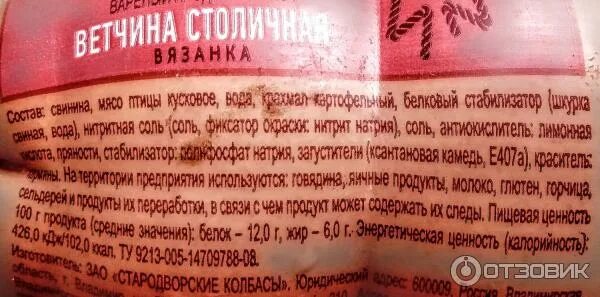 ВАРЕНЫЙ
ВЕТЧИНА СТОЛИЧНАЯ
ВЯЗАНКА
Состав: свинина, мясо птицы кусковое, вода, крахмал картофельный, белковый стабилизатор (шкурка
свиная, вода), нитритная соль (соль, фиксатор окраски: нитрит натрия), соль, антиокислитель: лимонная
кислота, пряности, стабилизатор: полифосфат натрия, загустители (ксантановая камедь, Е407а), краситель:
кармины. На территории предприятия используются: говядина, яичные продукты, молоко, глютен, горчица,
сельдерей и продукты их переработки, в связи с чем продукт может содержать их следы. Пищевая ценность
100 г продукта (средние значения): белок – 12,0 г, жир – 6,0 г. Энергетическая ценность (калорийность):
426,0 кДж/102,0 ккал. ТУ 9213-005-14709788-08.
Изготовитель: ЗАО «СТАРОДВОРСКИЕ КОЛБАСЫ». Юридический адрес: 600009, Россия, Владимирская
область, г. Владимир
ОТЗОВИК